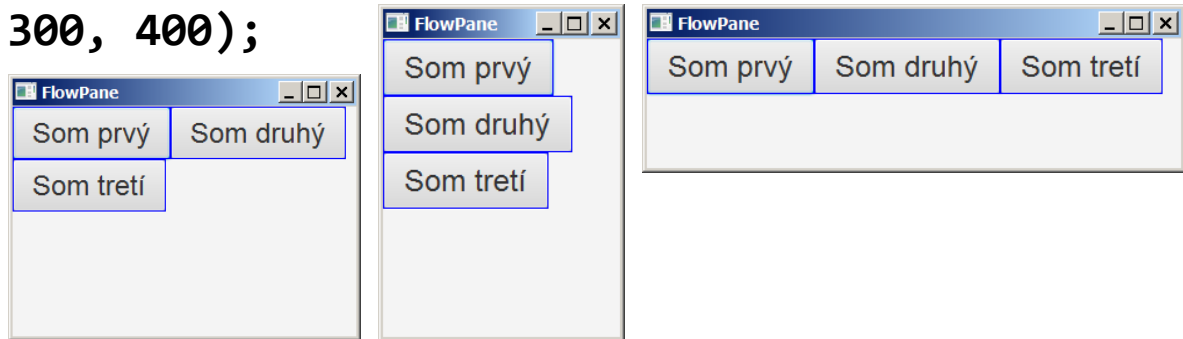 300, 400);
FlowPane
Som prvý Som druhý
Som tretí
FlowPane
Som prvý
Som druhý
Som tretí
FlowPane
Som prvý Som druhý Som tretí